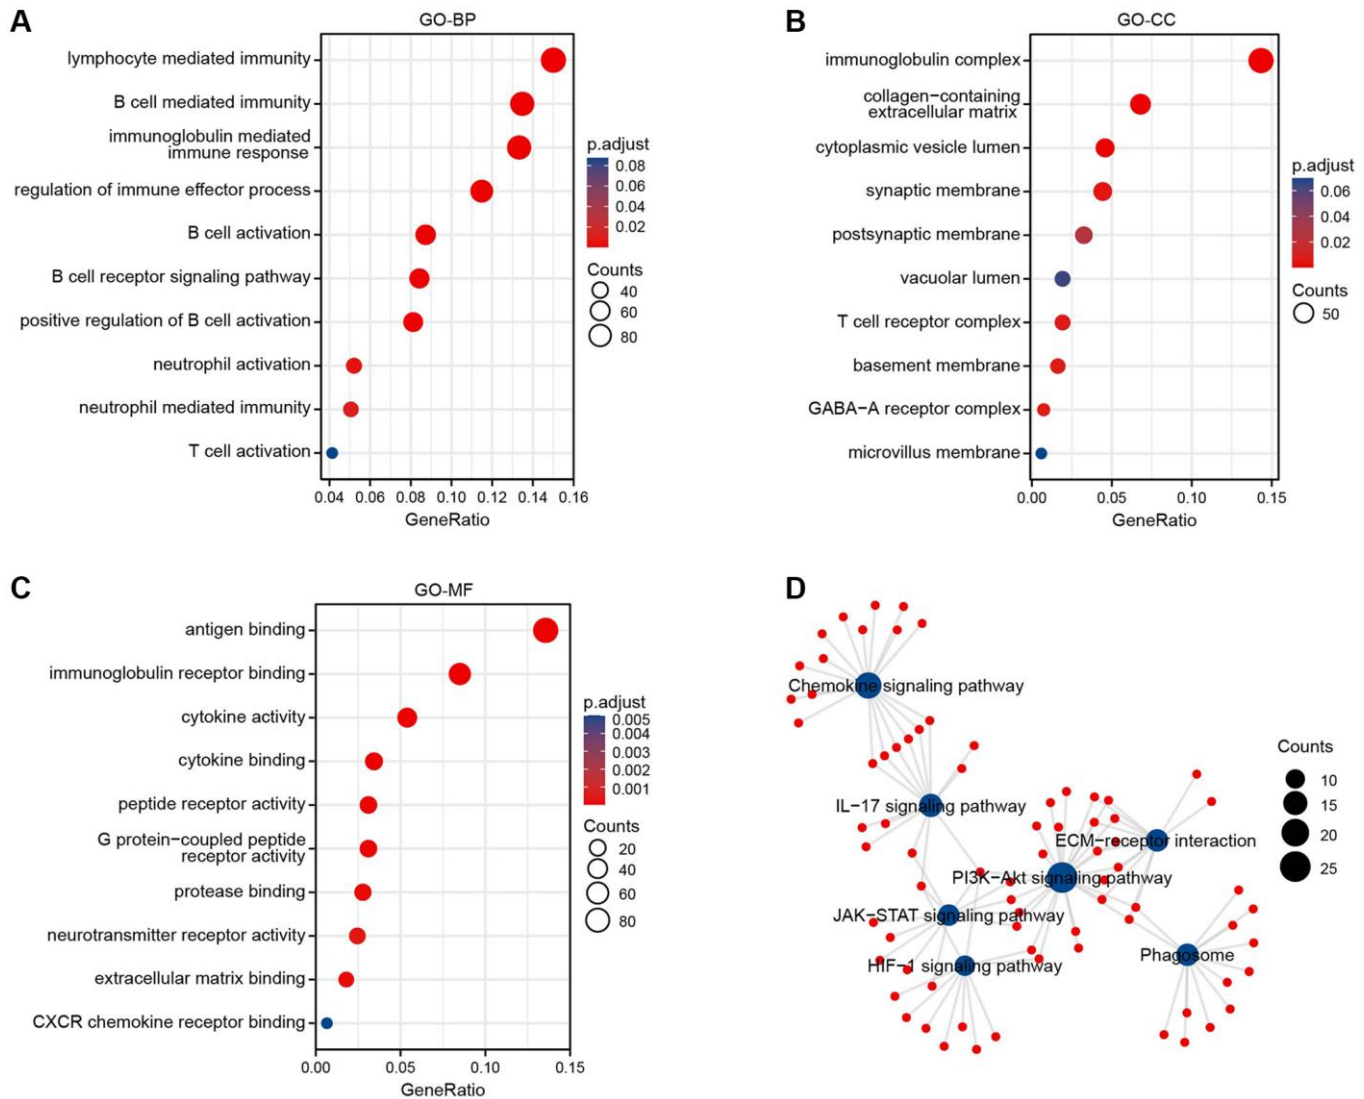 A
GO-BP
lymphocyte mediated immunity
B cell mediated immunity
immunoglobulin mediated
immune response
regulation of immune effector process
B cell activation
B cell receptor signaling pathway
positive regulation of B cell activation
neutrophil activation
neutrophil mediated immunity
T cell activation
0.04 0.06 0.08 0.10 0.12 0.14 0.16
GeneRatio
p.adjust
0.08
0.06
0.04
0.02
Counts
40
60
80
B
GO-CC
immunoglobulin complex
collagen−containing
extracellular matrix
cytoplasmic vesicle lumen
synaptic membrane
postsynaptic membrane
vacuolar lumen
T cell receptor complex
basement membrane
GABA−A receptor complex
microvillus membrane
0.00 0.05 0.10 0.15
GeneRatio
p.adjust
0.06
0.04
0.02
Counts
50
C
GO-MF
antigen binding
immunoglobulin receptor binding
cytokine activity
cytokine binding
peptide receptor activity
G protein−coupled peptide
receptor activity
protease binding
neurotransmitter receptor activity
extracellular matrix binding
CXCR chemokine receptor binding
0.00 0.05 0.10 0.15
GeneRatio
p.adjust
0.005
0.004
0.003
0.002
0.001
Counts
20
40
60
80
D
Chemokine signaling pathway
IL−17 signaling pathway
ECM−receptor interaction
PI3K−Akt signaling pathway
JAK−STAT signaling pathway
HIF−1 signaling pathway
Phagosome
Counts
10
15
20
25